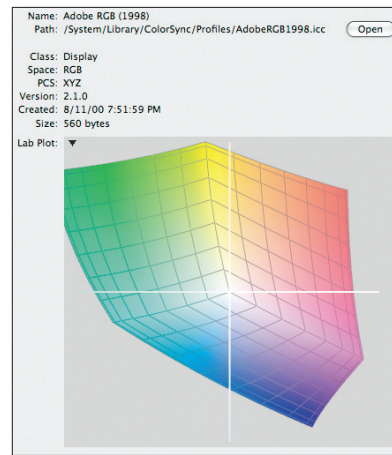 Name: Adobe RGB (1998)
Path: /System/Library/ColorSync/Profiles/AdobeRGB1998.icc Open
Class: Display
Space: RGB
PCS: XYZ
Version: 2.1.0
Created: 8/11/00 7:51:59 PM
Size: 560 bytes
Lab Plot: